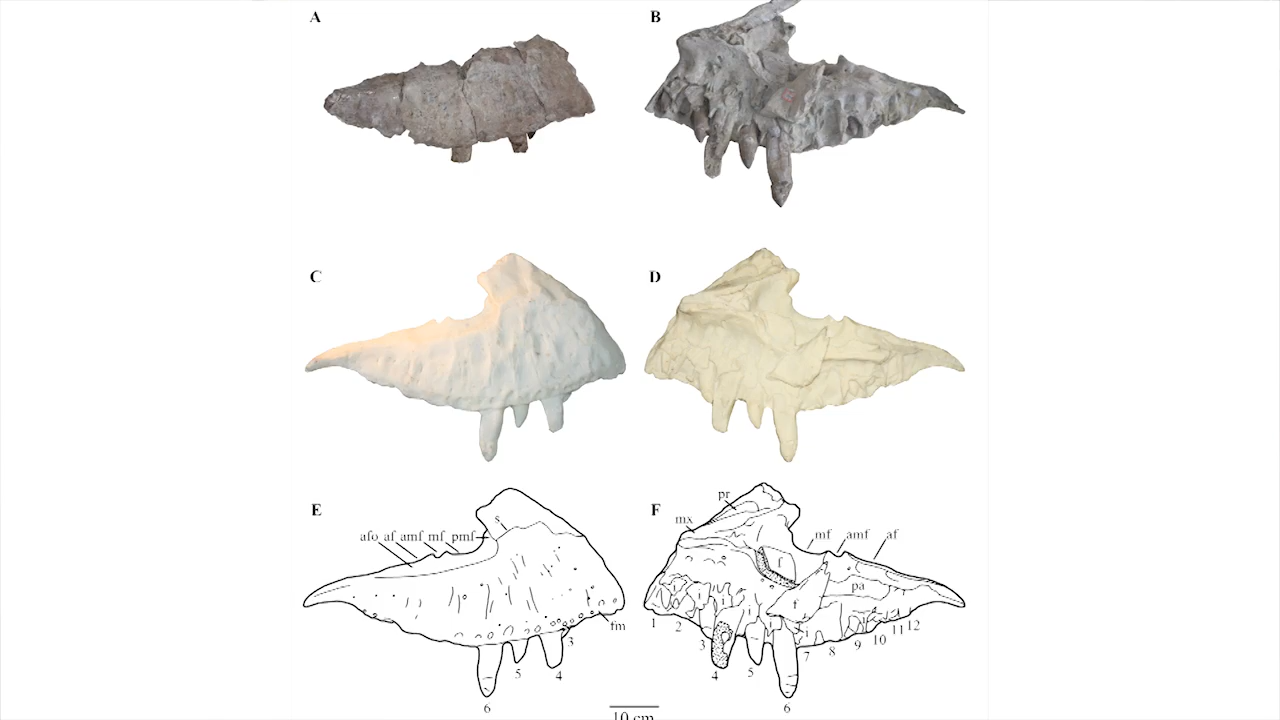 A
B
C
D
E
afo af amf mf pmf
s
fm
3
5
4
6
F
pr
mx
mf amf af
f
pa
f
i
i
i
i
i
1 2 3 4 5 6 7 8 9 10 11 12
10 cm